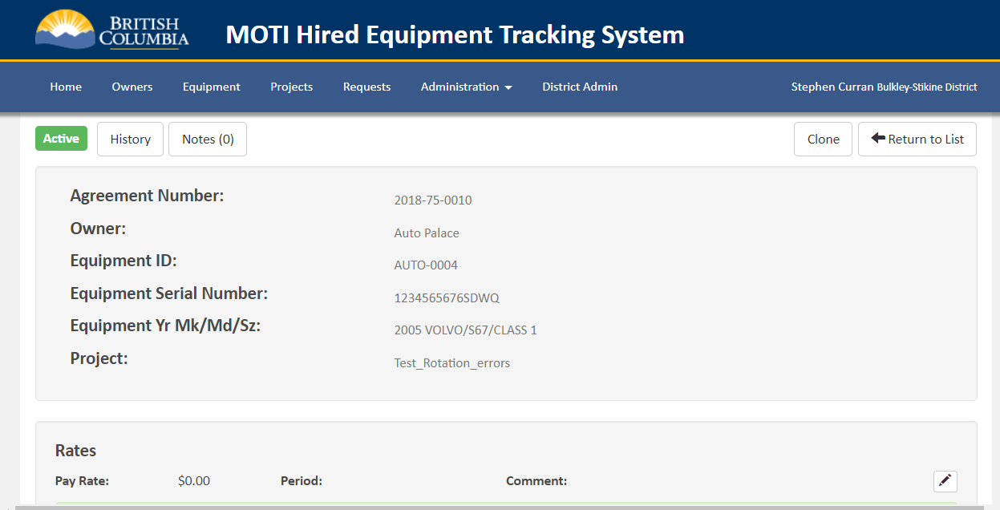 BRITISH
COLUMBIA
MOTI Hired Equipment Tracking System
Home Owners Equipment Projects Requests Administration District Admin Stephen Curran Bulkley-Stikine District
Active History Notes (0) Clone Return to List
Agreement Number: 2018-75-0010
Owner: Auto Palace
Equipment ID: AUTO-0004
Equipment Serial Number: 1234565676SDWQ
Equipment Yr Mk/Md/Sz: 2005 VOLVO/S67/CLASS 1
Project: Test_Rotation_errors
Rates
Pay Rate: $0.00 Period: Comment: